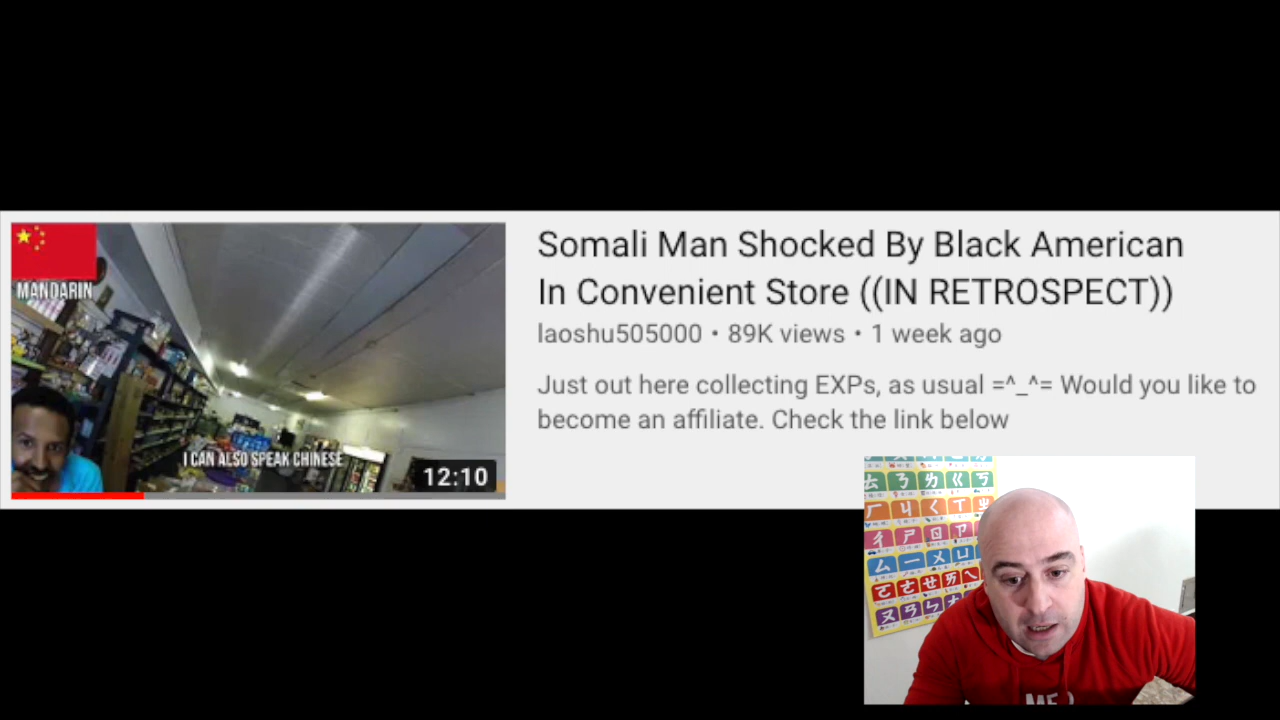 MANDARIN
I CAN ALSO SPEAK CHINESE
12:10
Somali Man Shocked By Black American
In Convenient Store ((IN RETROSPECT))
laoshu505000 • 89K views • 1 week ago
Just out here collecting EXPs, as usual =^_^= Would you like to
become an affiliate. Check the link below
ㄊ ㄋ ㄌ ㄍ ㄎ
ㄏ ㄐ ㄑ ㄒ ㄓ
ㄔ ㄕ ㄖ ㄗ
ㄙ ㄧ ㄨ ㄩ
ㄛ ㄜ ㄝ ㄞ ㄟ
ㄡ ㄢ ㄣ ㄤ
ME?